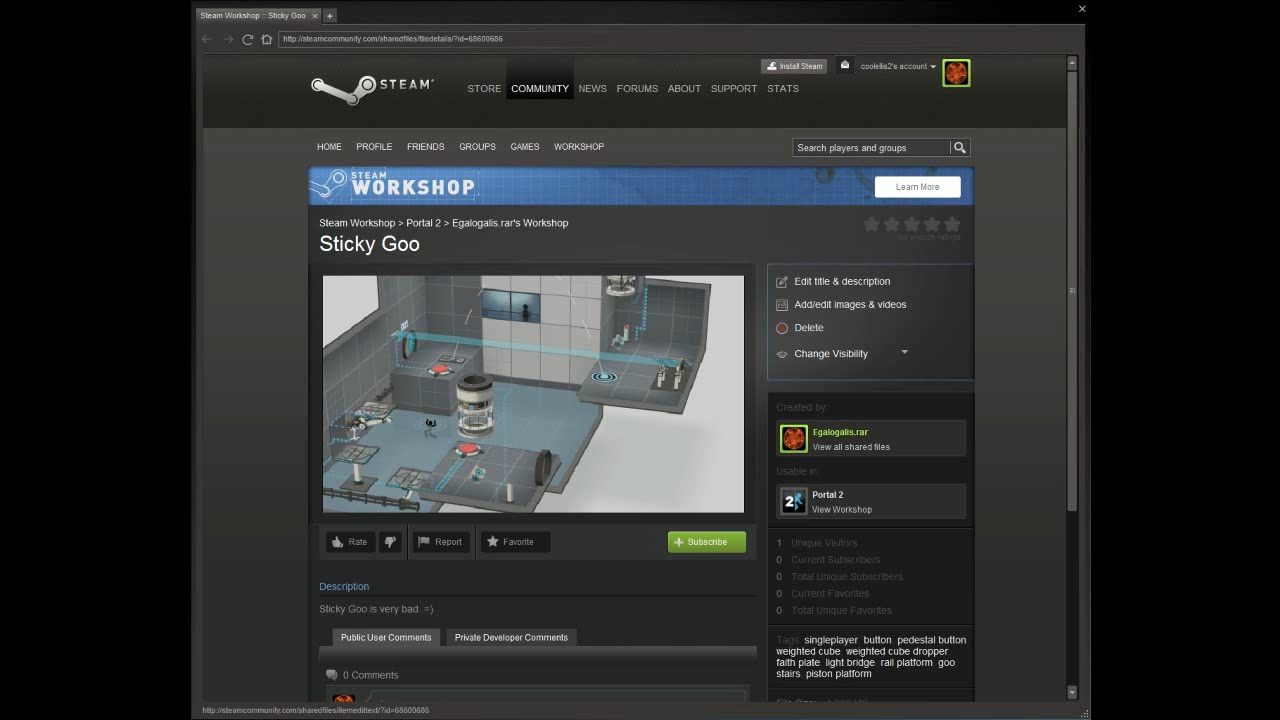 Steam Workshop :: Sticky Goo
http://steamcommunity.com/sharedfiles/filedetails/?id=68600686
Install Steam
coolellis2's account
STEAM
STORE COMMUNITY NEWS FORUMS ABOUT SUPPORT STATS
HOME PROFILE FRIENDS GROUPS GAMES WORKSHOP
Search players and groups
STEAM
WORKSHOP
Learn More
Steam Workshop > Portal 2 > Egalogalis.rar's Workshop
Sticky Goo
Not enough ratings
Edit title & description
Add/edit images & videos
Delete
Change Visibility
Created by:
Egalogalis.rar
View all shared files
Usable in:
Portal 2
View Workshop
Rate
Report
Favorite
Subscribe
1 Unique Visitors
0 Current Subscribers
0 Total Unique Subscribers
0 Current Favorites
0 Total Unique Favorites
Description
Sticky Goo is very bad. =)
Public User Comments
Private Developer Comments
0 Comments
Tags: singleplayer button pedestal button
weighted cube weighted cube dropper
faith plate light bridge rail platform goo
stairs piston platform
http://steamcommunity.com/sharedfiles/itemedittext/?id=68600686